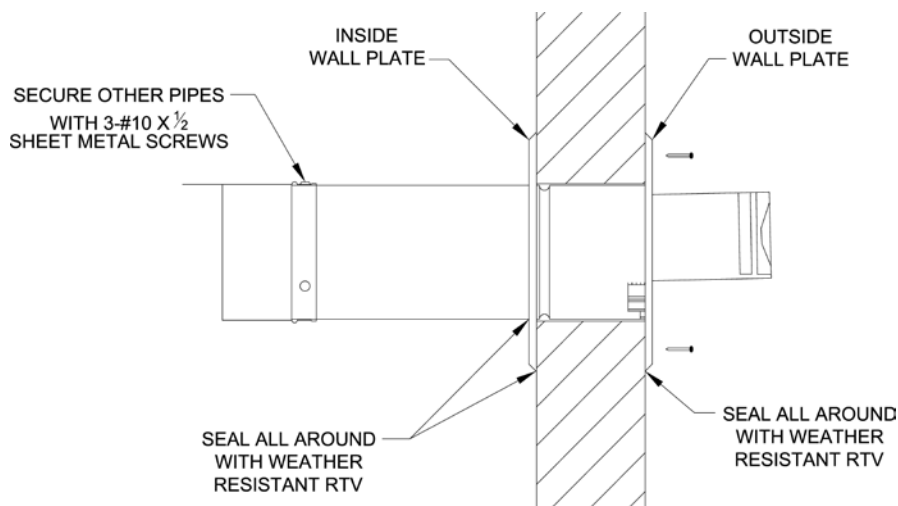 INSIDE
WALL PLATE
OUTSIDE
WALL PLATE
SECURE OTHER PIPES
WITH 3-#10 X ½
SHEET METAL SCREWS
SEAL ALL AROUND
WITH WEATHER
RESISTANT RTV
SEAL ALL AROUND
WITH WEATHER
RESISTANT RTV